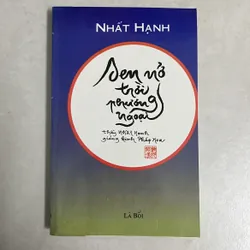 NHẤT HẠNH
Sen nở
trời
phương
ngoại
thầy Nhất Hạnh
giảng Kinh Pháp Hoa
LÁ BỐI